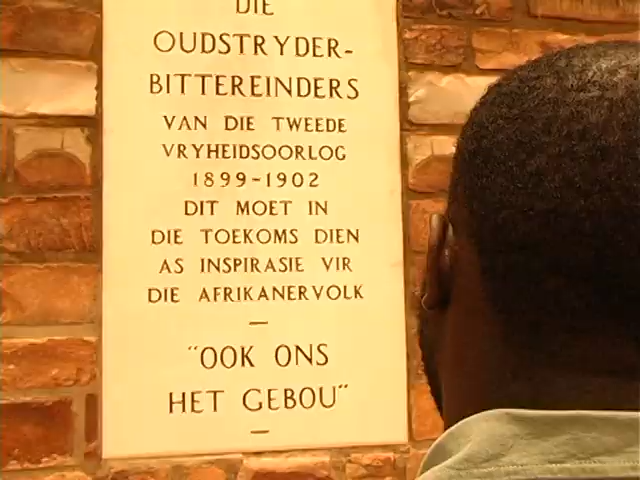 DIE
OUDSTRYDER-
BITTEREINDERS
VAN DIE TWEEDE
VRYHEIDSOORLOG
1899-1902
DIT MOET IN
DIE TOEKOMS DIEN
AS INSPIRASIE VIR
DIE AFRIKANERVOLK
—
"OOK ONS
HET GEBOU"
—